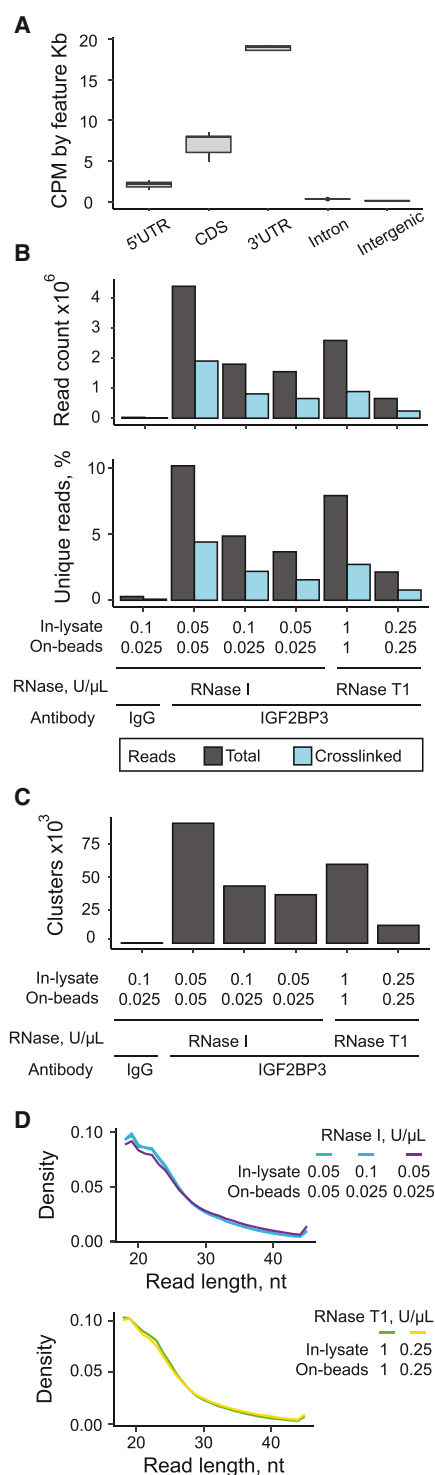 A
CPM by feature Kb
20
15
10
5
0
5'UTR
CDS
3'UTR
Intron
Intergenic
B
Read count x10⁶
4
3
2
1
0
Unique reads, %
10
5
0
In-lysate 0.1 0.05 0.1 0.05 1 0.25
On-beads 0.025 0.05 0.025 0.025 1 0.25
RNase, U/µL RNase I RNase T1
Antibody IgG IGF2BP3
Reads Total Crosslinked
C
Clusters x10³
75
50
25
0
In-lysate 0.1 0.05 0.1 0.05 1 0.25
On-beads 0.025 0.05 0.025 0.025 1 0.25
RNase, U/µL RNase I RNase T1
Antibody IgG IGF2BP3
D
Density
0.10
0.05
0.00
RNase I, U/µL
In-lysate 0.05 0.1 0.05
On-beads 0.05 0.025 0.025
20 30 40
Read length, nt
Density
0.10
0.05
0.00
RNase T1, U/µL
In-lysate 1 0.25
On-beads 1 0.25
20 30 40
Read length, nt